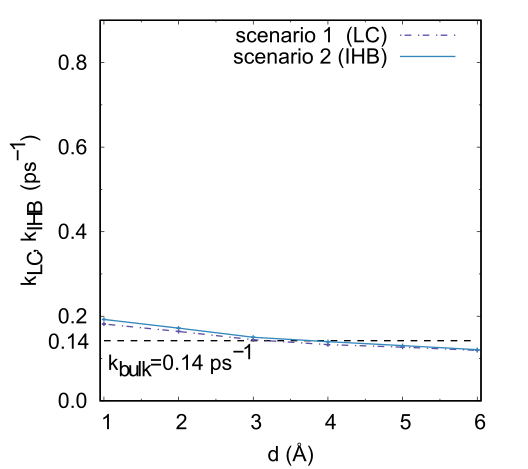 scenario 1 (LC)
scenario 2 (IHB)
0.8
0.6
0.4
0.2
0.14
0.0
k_LC, k_IHB (ps⁻¹)
k_bulk=0.14 ps⁻¹
1 2 3 4 5 6
d (Å)